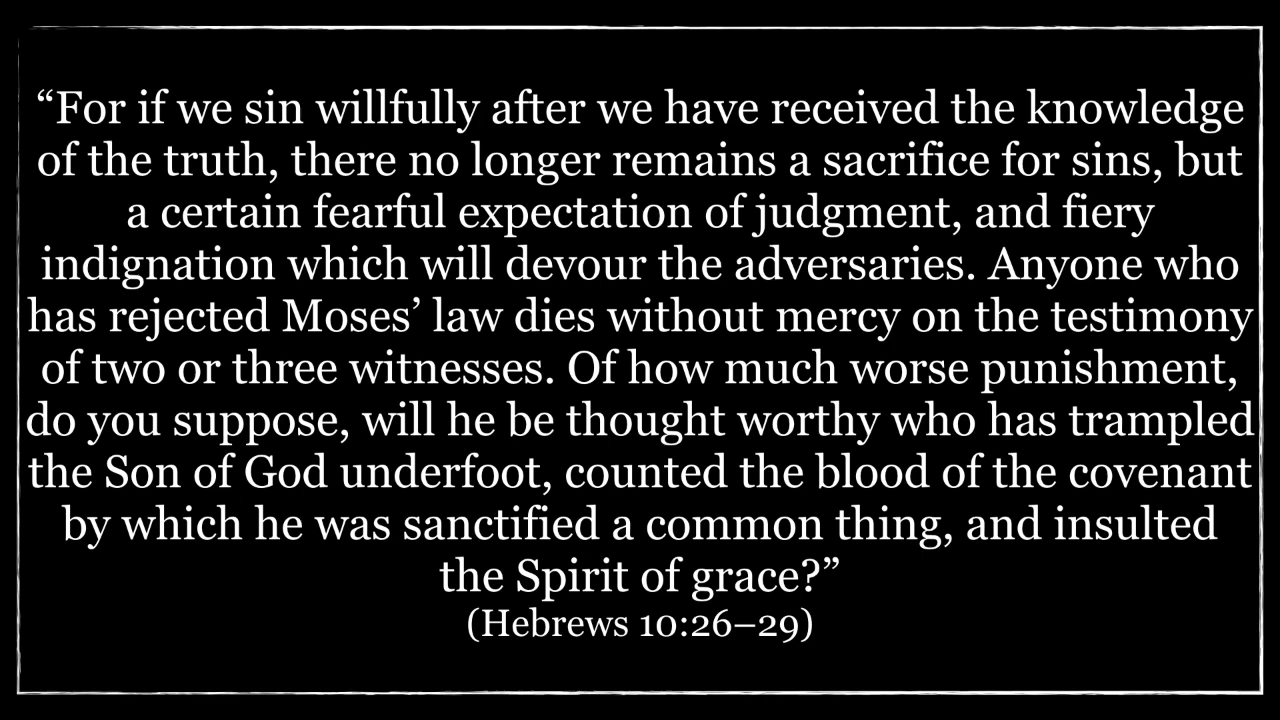 “For if we sin willfully after we have received the knowledge
of the truth, there no longer remains a sacrifice for sins, but
a certain fearful expectation of judgment, and fiery
indignation which will devour the adversaries. Anyone who
has rejected Moses’ law dies without mercy on the testimony
of two or three witnesses. Of how much worse punishment,
do you suppose, will he be thought worthy who has trampled
the Son of God underfoot, counted the blood of the covenant
by which he was sanctified a common thing, and insulted
the Spirit of grace?”
(Hebrews 10:26–29)